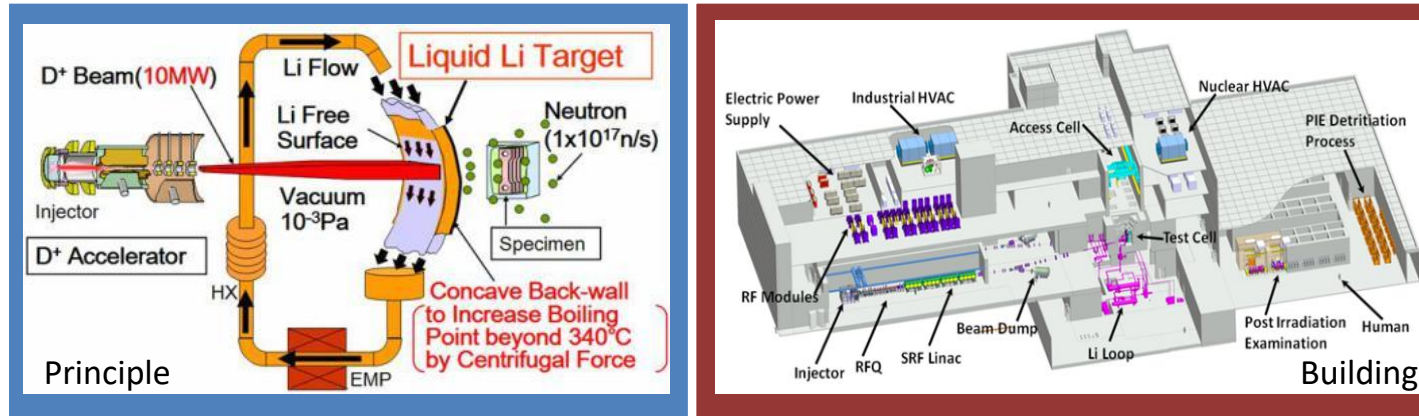 D⁺ Beam(10MW)
Li Flow
Liquid Li Target
Li Free
Surface
Neutron
(1x10¹⁷n/s)
Injector
Vacuum
10⁻³Pa
Specimen
D⁺ Accelerator
HX
Concave Back-wall
to Increase Boiling
Point beyond 340°C
by Centrifugal Force
EMP
Principle
Electric Power
Supply
Industrial HVAC
Nuclear HVAC
Access Cell
PIE Detritiation
Process
Test Cell
RF Modules
Beam Dump
Injector
RFQ
SRF Linac
Li Loop
Post Irradiation
Examination
Human
Building